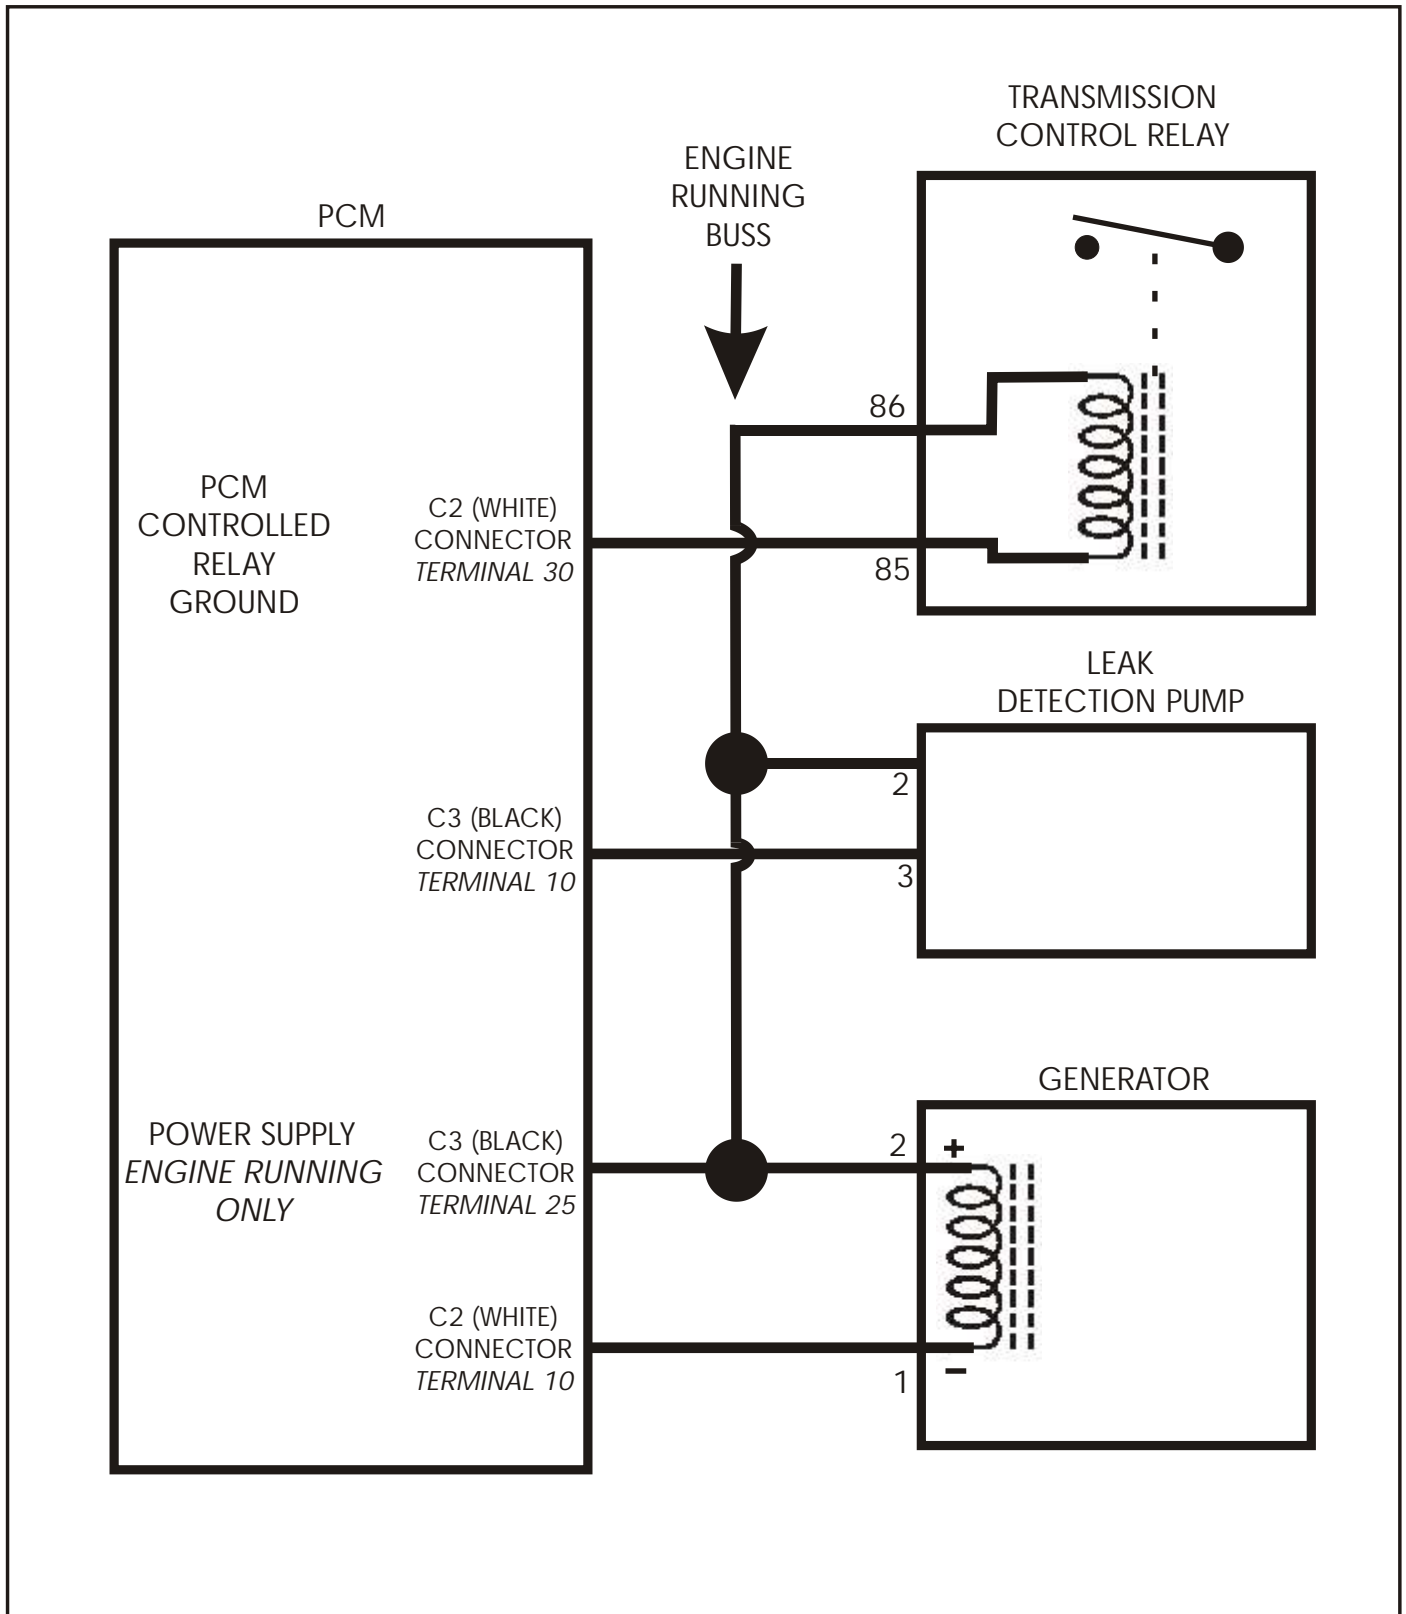 TRANSMISSION
CONTROL RELAY
ENGINE
RUNNING
BUSS
PCM
86
PCM
CONTROLLED
RELAY
GROUND
C2 (WHITE)
CONNECTOR
TERMINAL 30
85
LEAK
DETECTION PUMP
2
C3 (BLACK)
CONNECTOR
TERMINAL 10
3
GENERATOR
POWER SUPPLY
ENGINE RUNNING
ONLY
C3 (BLACK)
CONNECTOR
TERMINAL 25
2
+
C2 (WHITE)
CONNECTOR
TERMINAL 10
1
−